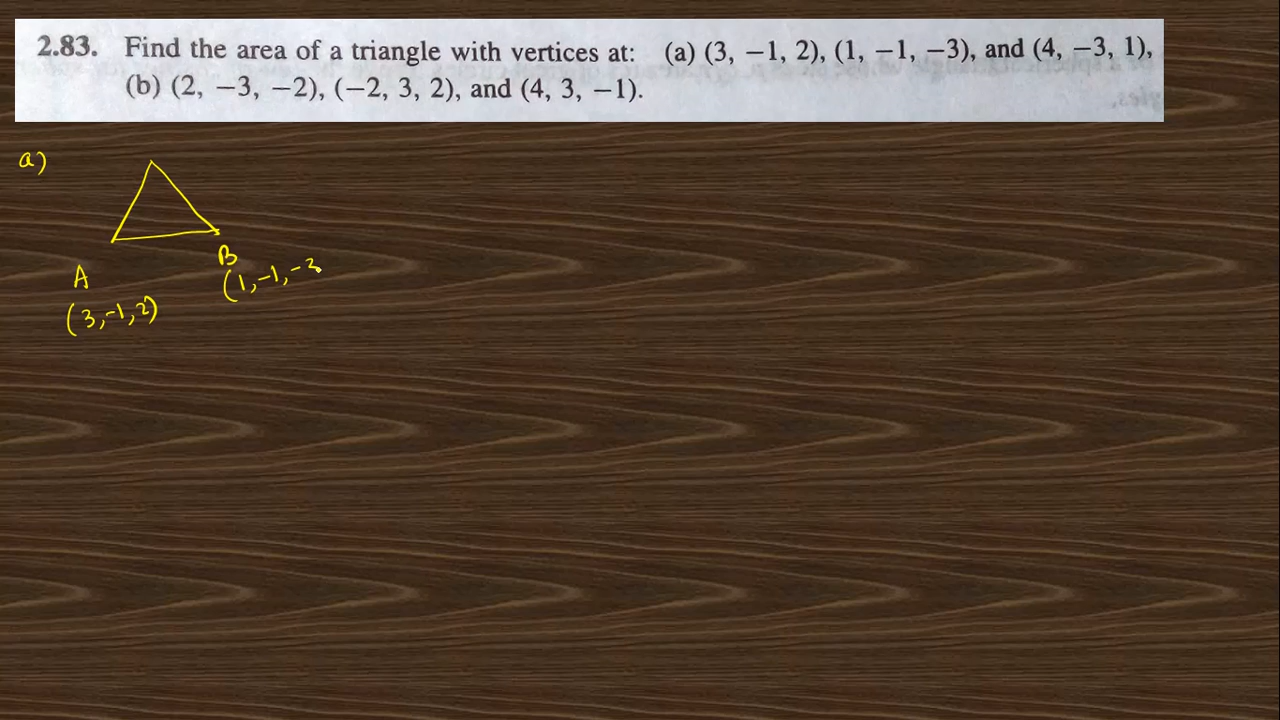 2.83. Find the area of a triangle with vertices at: (a) (3, −1, 2), (1, −1, −3), and (4, −3, 1),
(b) (2, −3, −2), (−2, 3, 2), and (4, 3, −1).
a)
B
(1,-1,-3
A
(3,-1,2)